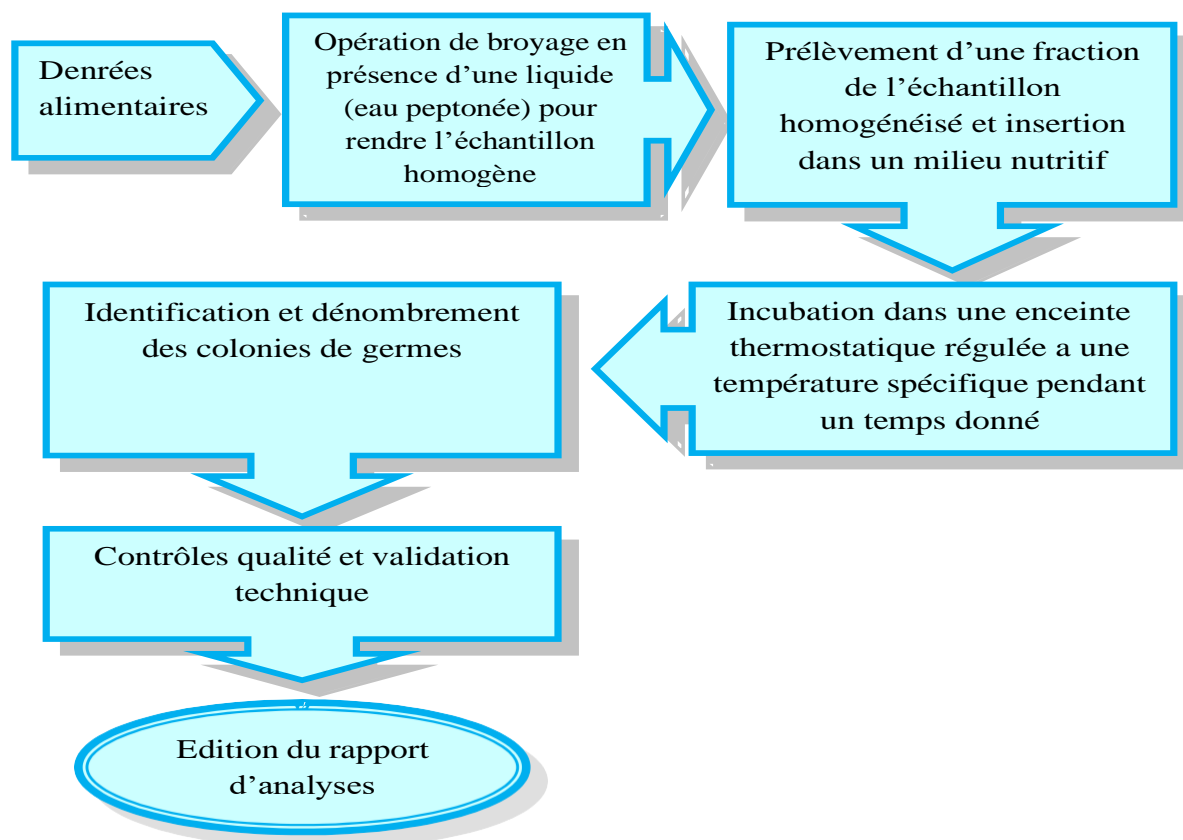 Denrées
alimentaires
Opération de broyage en
présence d’une liquide
(eau peptonée) pour
rendre l’échantillon
homogène
Prélèvement d’une fraction
de l’échantillon
homogénéisé et insertion
dans un milieu nutritif
Incubation dans une enceinte
thermostatique régulée a une
température spécifique pendant
un temps donné
Identification et dénombrement
des colonies de germes
Contrôles qualité et validation
technique
Edition du rapport
d’analyses